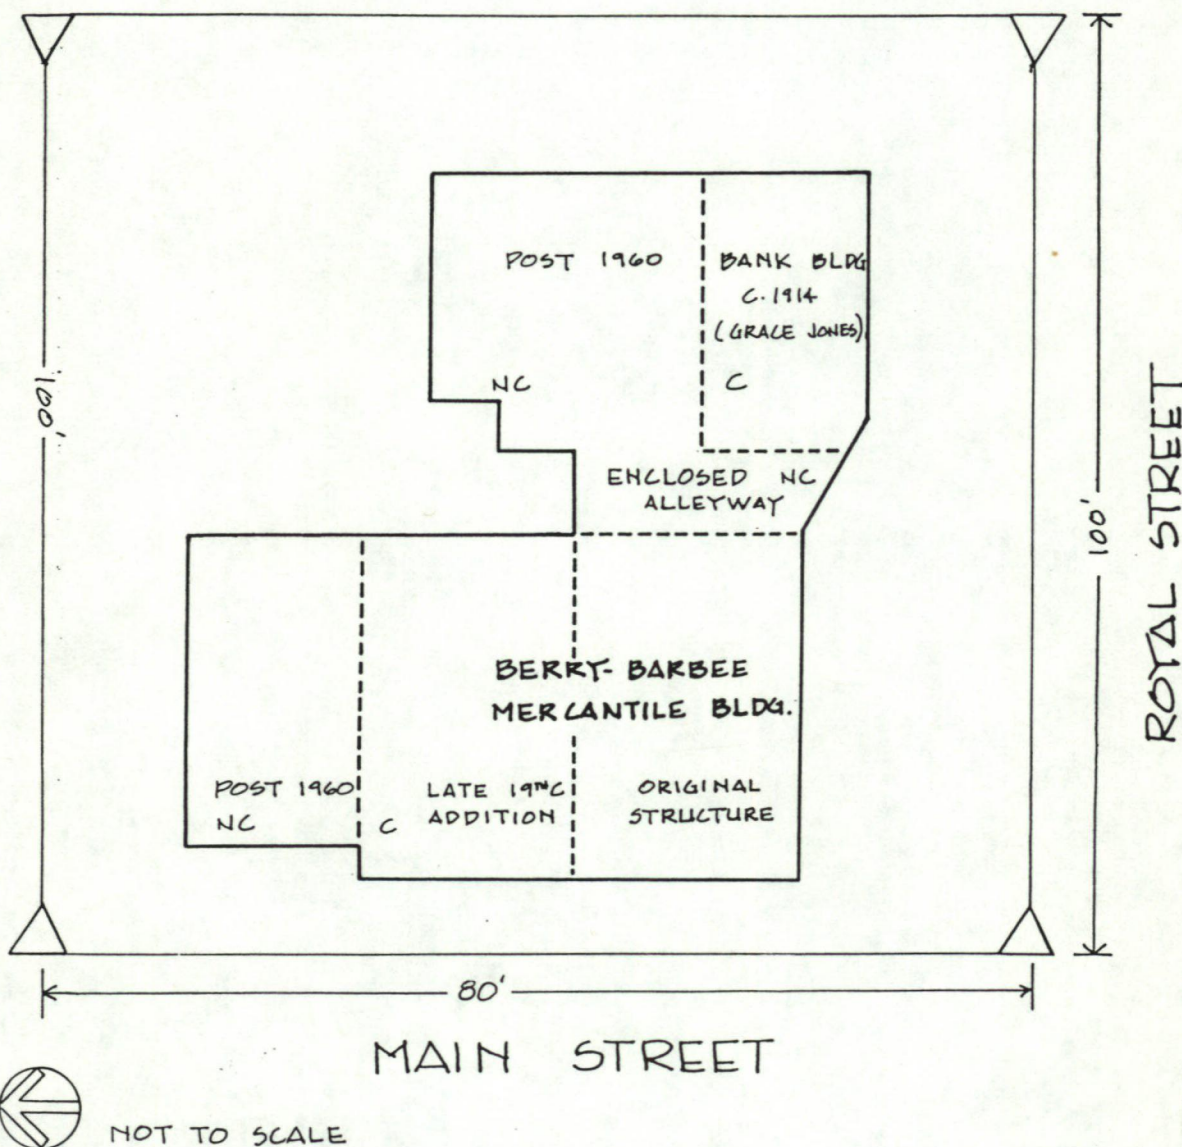 100'
POST 1960
NC
BANK BLDG
C. 1914
(GRACE JONES)
C
ENCLOSED NC
ALLEYWAY
100'
ROYAL STREET
BERRY-BARBEE
MERCANTILE BLDG.
POST 1960
NC
C
LATE 19THC
ADDITION
ORIGINAL
STRUCTURE
80'
MAIN STREET
NOT TO SCALE